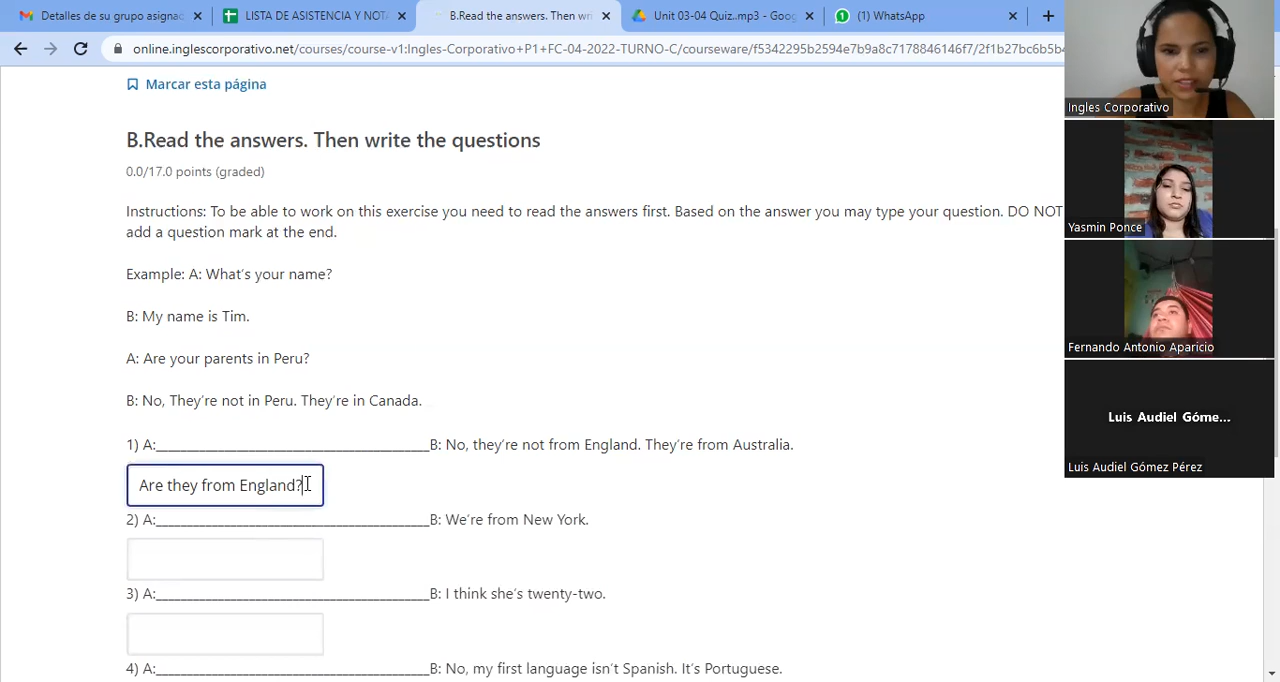 Detalles de su grupo asignac
LISTA DE ASISTENCIA Y NOTA
B.Read the answers. Then wri
Unit 03-04 Quiz..mp3 - Goog
(1) WhatsApp
online.inglescorporativo.net/courses/course-v1:Ingles-Corporativo+P1+FC-04-2022-TURNO-C/courseware/f5342295b2594e7b9a8c7178846146f7/2f1b27bc6b5b4
Marcar esta página
B.Read the answers. Then write the questions
0.0/17.0 points (graded)
Instructions: To be able to work on this exercise you need to read the answers first. Based on the answer you may type your question. DO NOT
add a question mark at the end.
Example: A: What's your name?
B: My name is Tim.
A: Are your parents in Peru?
B: No, They're not in Peru. They're in Canada.
1) A:__________________________________B: No, they're not from England. They're from Australia.
Are they from England?
2) A:__________________________________B: We're from New York.
3) A:__________________________________B: I think she's twenty-two.
4) A:__________________________________B: No, my first language isn't Spanish. It's Portuguese.
Ingles Corporativo
Yasmin Ponce
Fernando Antonio Aparicio
Luis Audiel Góme...
Luis Audiel Gómez Pérez